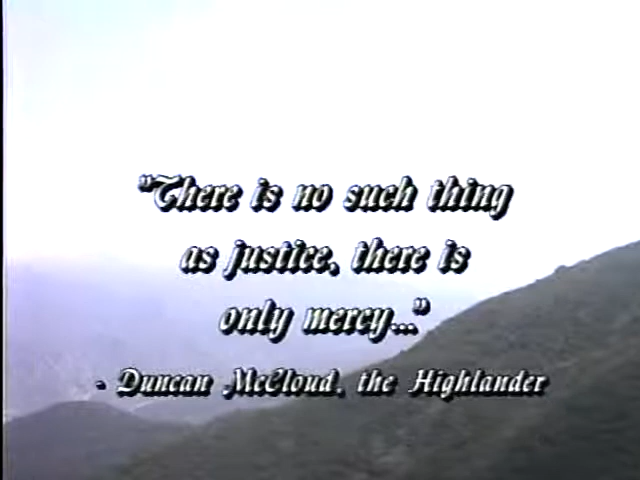 "There is no such thing
as justice, there is
only mercy..."
- Duncan McCloud, the Highlander